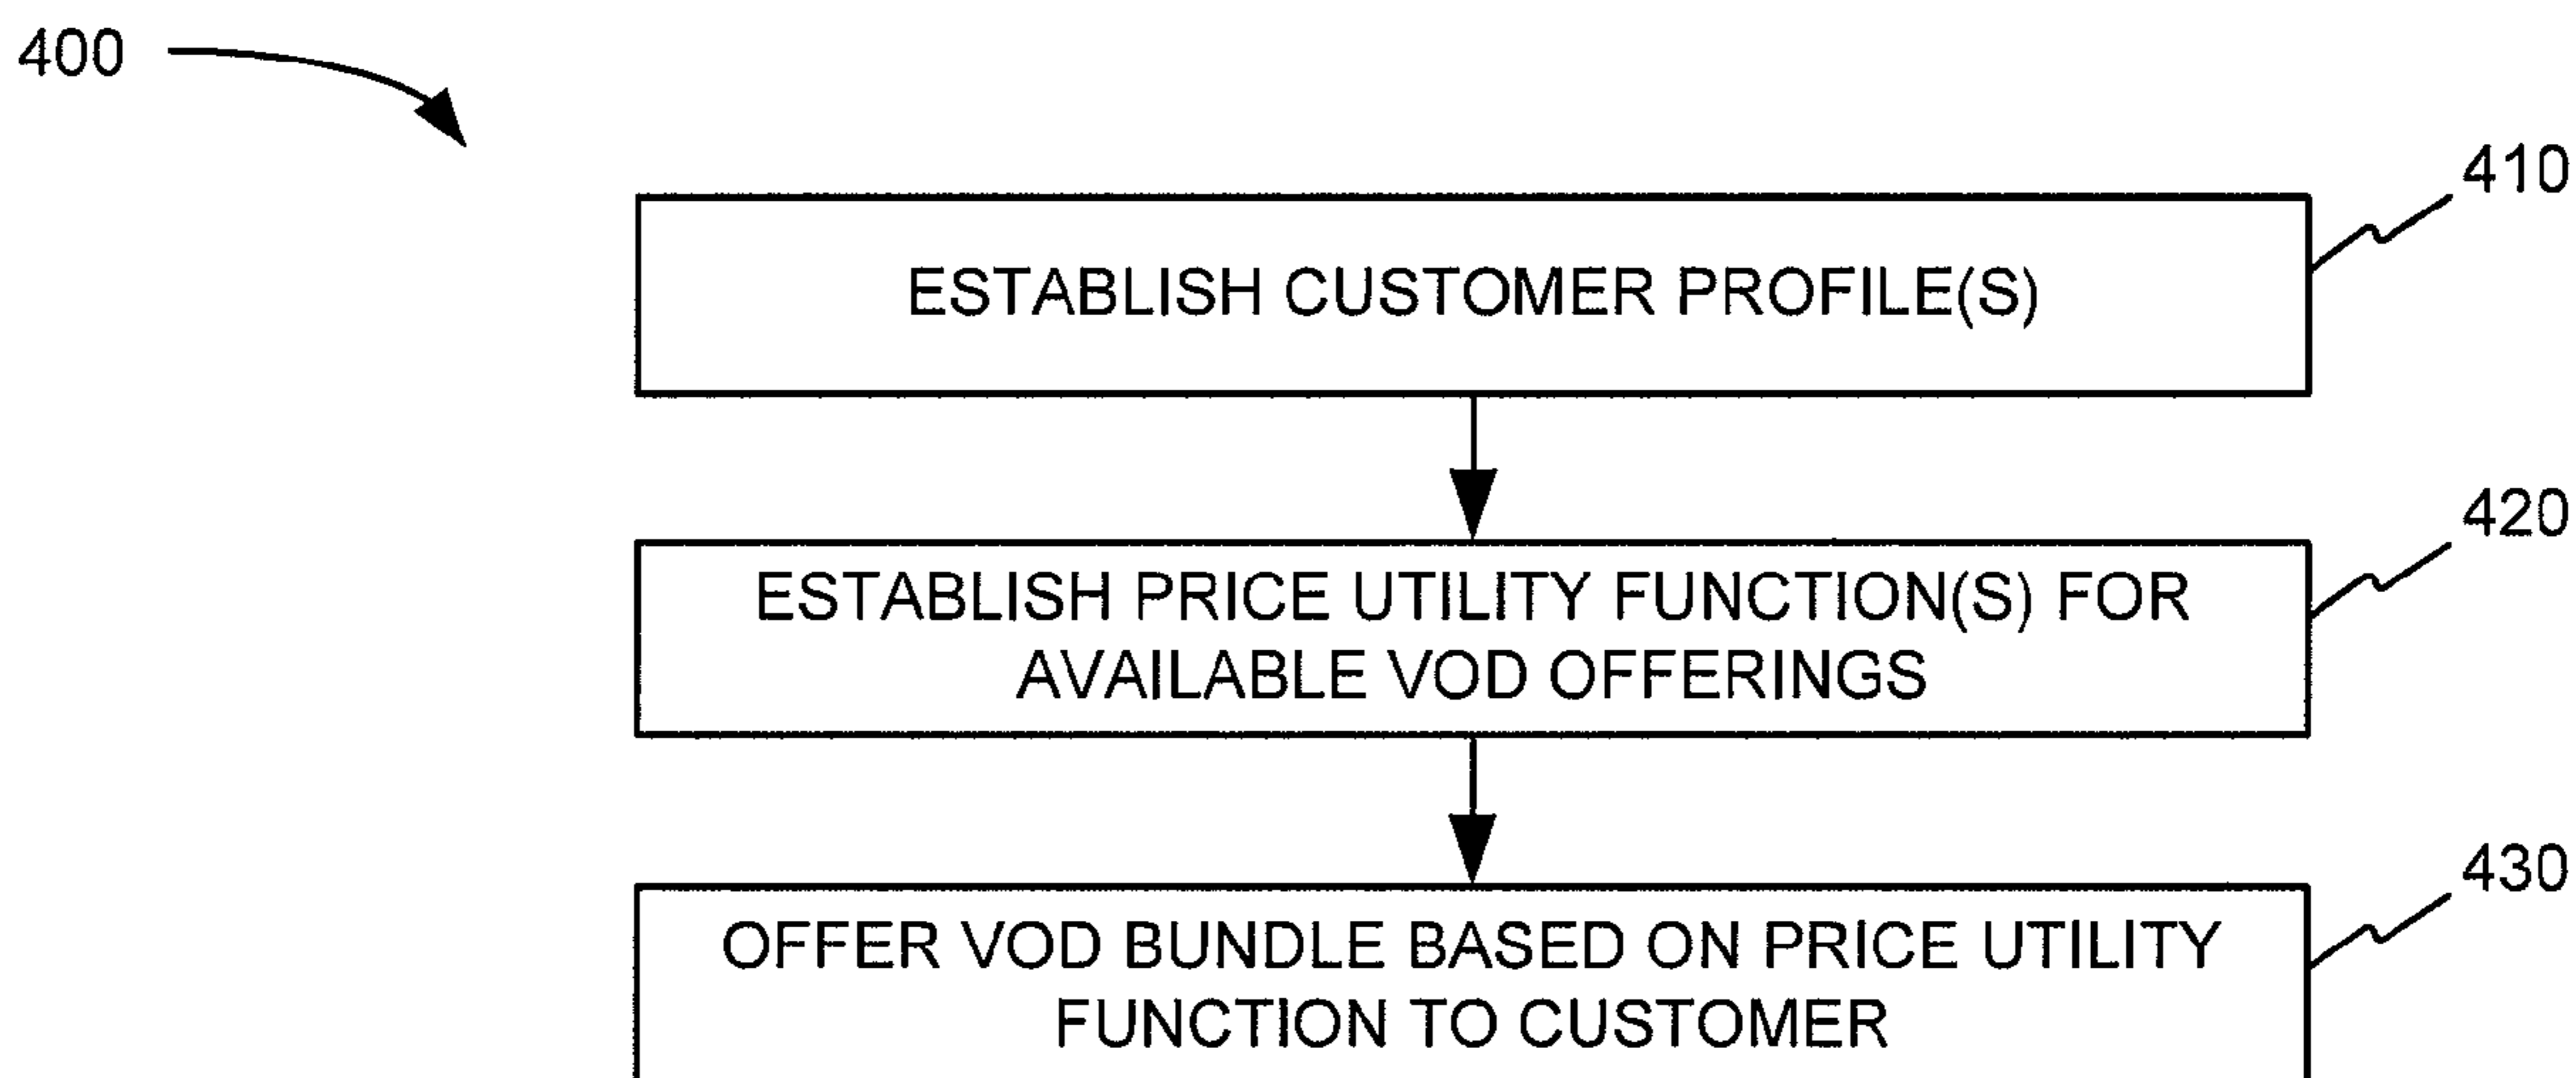 400
410
ESTABLISH CUSTOMER PROFILE(S)
420
ESTABLISH PRICE UTILITY FUNCTION(S) FOR
AVAILABLE VOD OFFERINGS
430
OFFER VOD BUNDLE BASED ON PRICE UTILITY
FUNCTION TO CUSTOMER